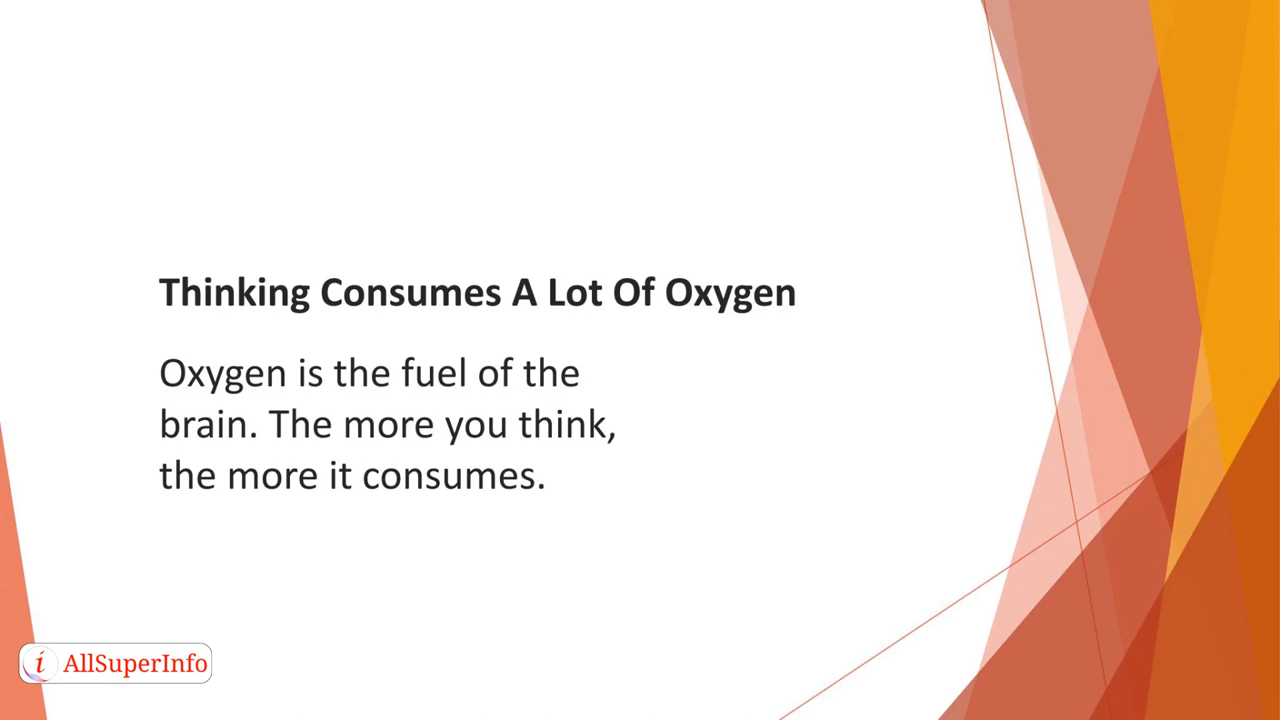 Thinking Consumes A Lot Of Oxygen
Oxygen is the fuel of the
brain. The more you think,
the more it consumes.
i AllSuperInfo